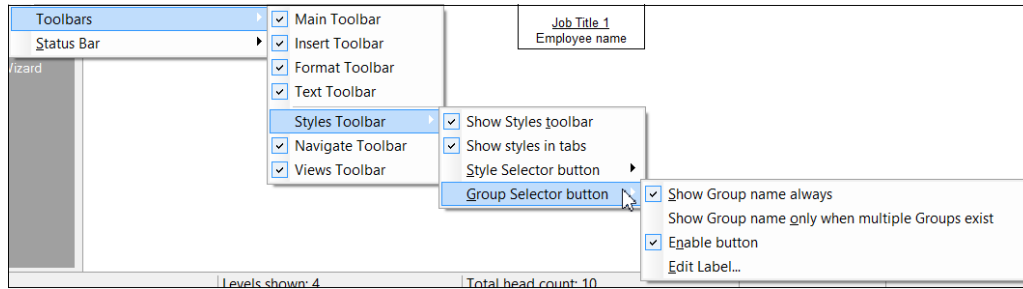 Toolbars
Status Bar
Wizard
Main Toolbar
Insert Toolbar
Format Toolbar
Text Toolbar
Styles Toolbar
Navigate Toolbar
Views Toolbar
Show Styles toolbar
Show styles in tabs
Style Selector button
Group Selector button
Show Group name always
Show Group name only when multiple Groups exist
Enable button
Edit Label...
Job Title 1
Employee name
Levels shown: 4
Total head count: 10